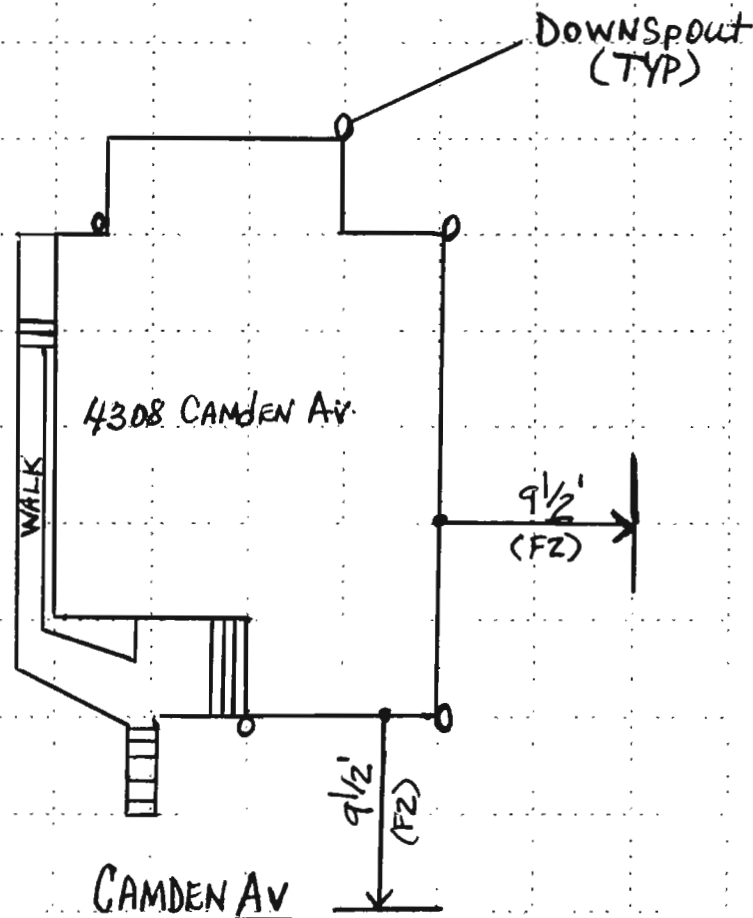 DOWNSPOUT
(TYP)
4308 CAMDEN AV.
WALK
9 1/2'
(FZ)
9 1/2'
(FZ)
CAMDEN AV